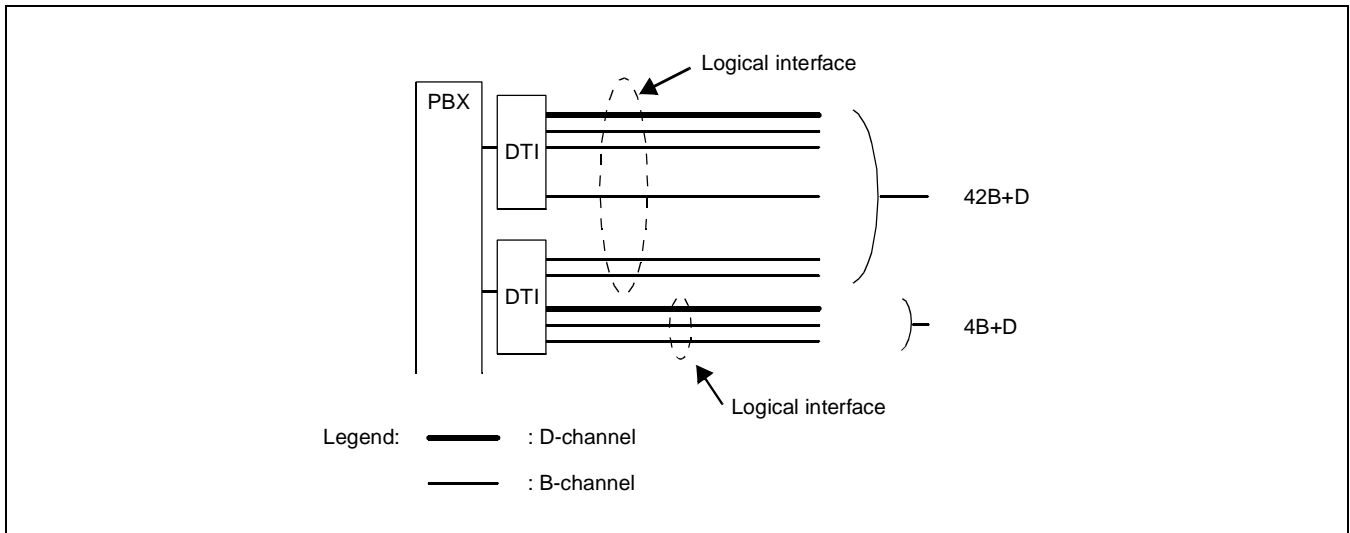 Logical interface
PBX
DTI
42B+D
DTI
4B+D
Logical interface
Legend: : D-channel
: B-channel